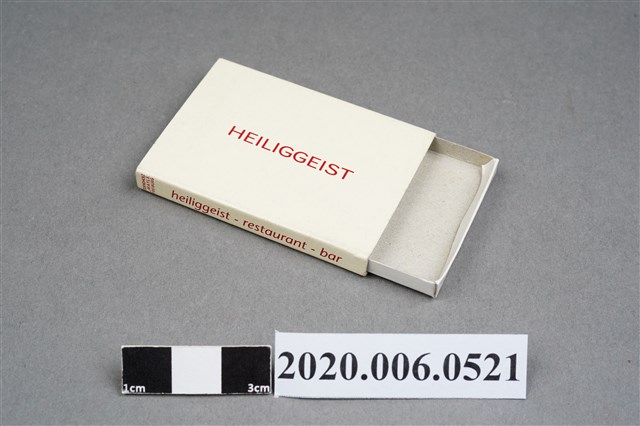 HEILIGGEIST
heiliggeist - restaurant - bar
1cm 3cm
2020.006.0521